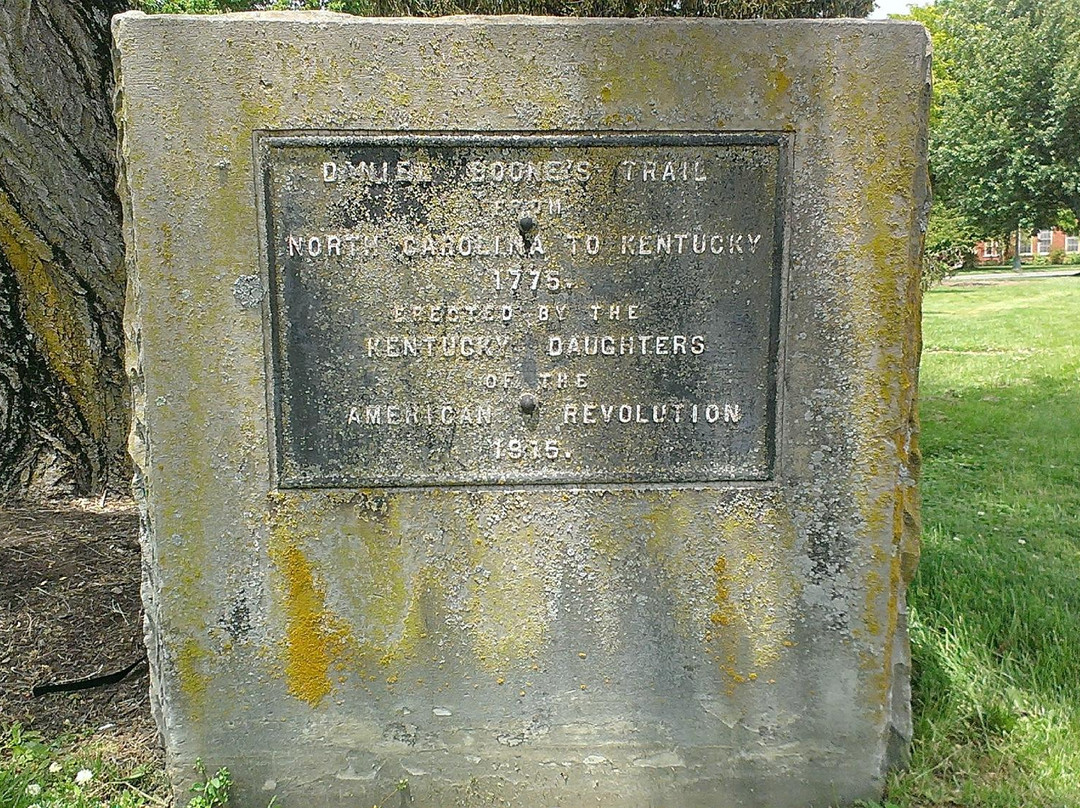 DANIEL BOONE'S TRAIL
FROM
NORTH CAROLINA TO KENTUCKY
1775.
ERECTED BY THE
KENTUCKY DAUGHTERS
OF THE
AMERICAN REVOLUTION
1915.